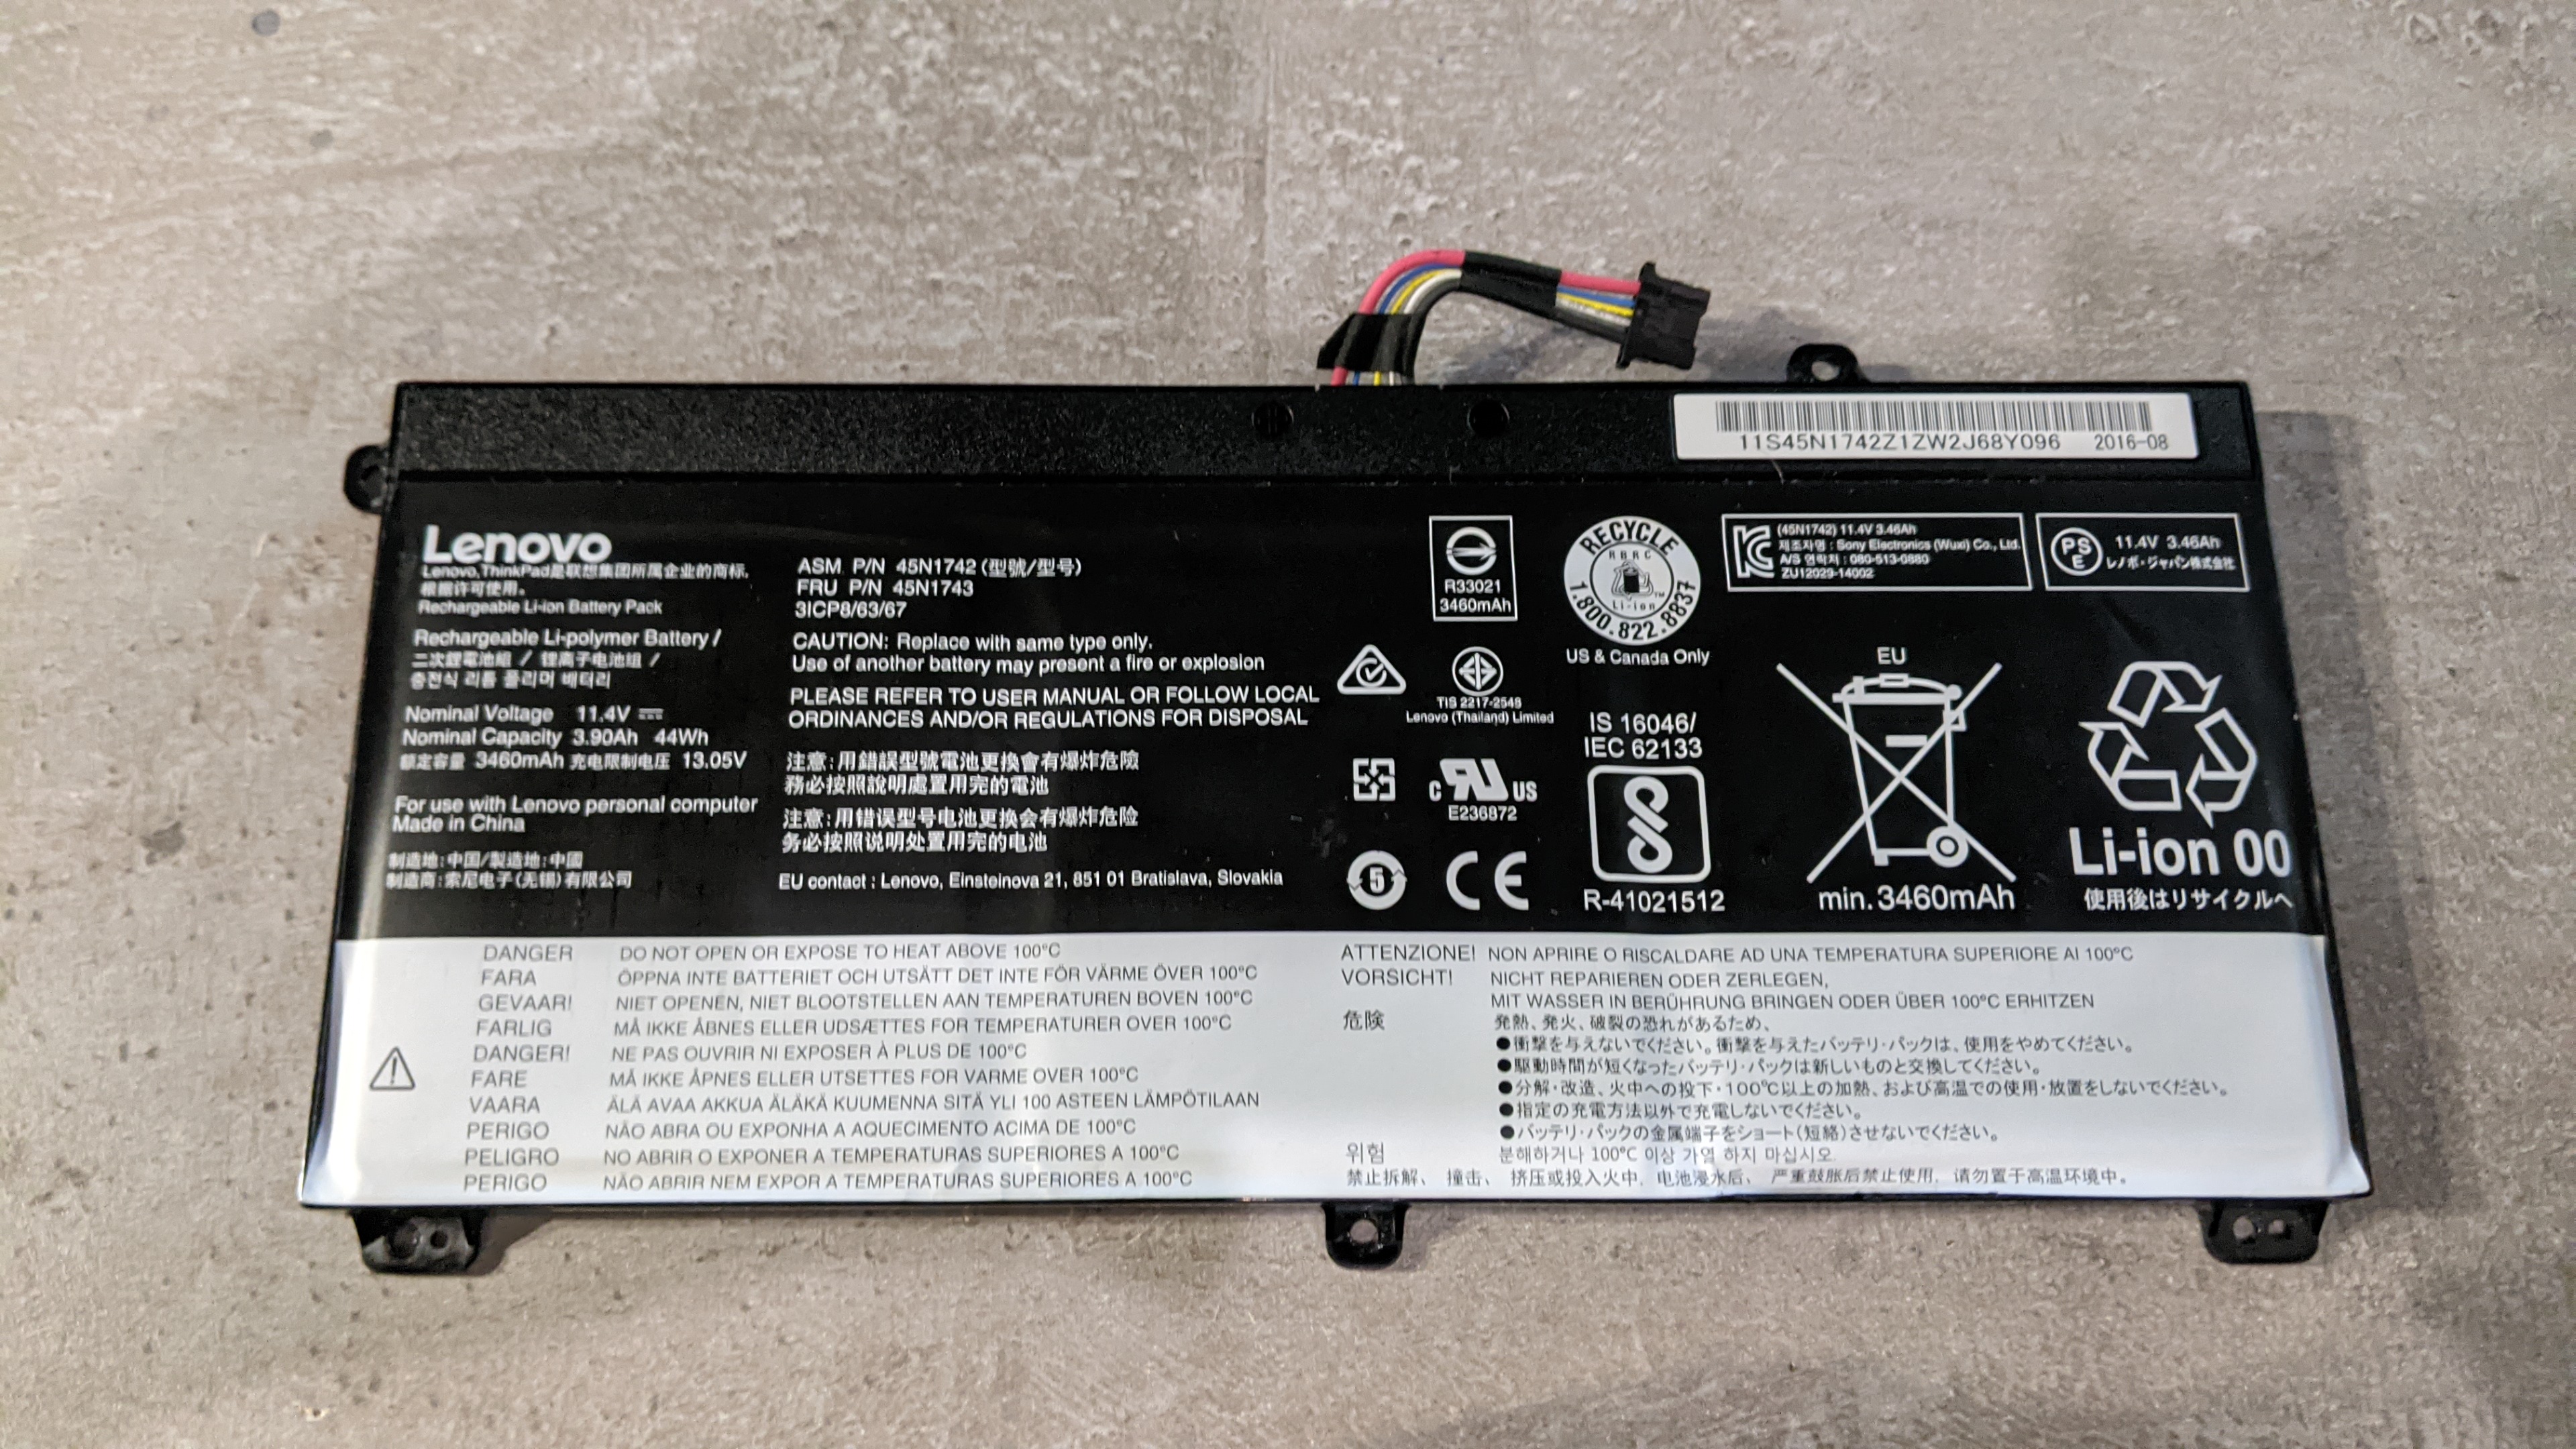 11S45N1742Z1ZW2J68Y096 2016-08
Lenovo
Lenovo,ThinkPad是联想集团所属企业的商标,
根据许可使用。
Rechargeable Li-ion Battery Pack
Rechargeable Li-polymer Battery /
二次鋰電池組 / 锂离子电池组 /
충전식 리튬 폴리머 배터리
Nominal Voltage 11.4V
Nominal Capacity 3.90Ah 44Wh
额定容量 3460mAh 充电限制电压 13.05V
For use with Lenovo personal computer
Made in China
制造地:中国/製造地:中國
制造商:索尼电子(无锡)有限公司
ASM P/N 45N1742 (型號/型号)
FRU P/N 45N1743
3ICP8/63/67
CAUTION: Replace with same type only.
Use of another battery may present a fire or explosion
PLEASE REFER TO USER MANUAL OR FOLLOW LOCAL
ORDINANCES AND/OR REGULATIONS FOR DISPOSAL
注意:用錯誤型號電池更換會有爆炸危險
務必按照說明處置用完的電池
注意:用错误型号电池更换会有爆炸危险
务必按照说明处置用完的电池
EU contact : Lenovo, Einsteinova 21, 851 01 Bratislava, Slovakia
R33021
3460mAh
TIS 2217-2548
Lenovo (Thailand) Limited
c RU US
E236872
5
CE
RECYCLE
RBRC
Li-ion
1.800.822.8837
US & Canada Only
IS 16046/
IEC 62133
R-41021512
(45N1742) 11.4V 3.46Ah
제조자명 : Sony Electronics (Wuxi) Co., Ltd.
A/S 연락처 : 080-513-0880
ZU12029-14002
PSE
11.4V 3.46Ah
レノボ・ジャパン株式会社
EU
min. 3460mAh
Li-ion 00
使用後はリサイクルへ
DANGER DO NOT OPEN OR EXPOSE TO HEAT ABOVE 100°C
FARA ÖPPNA INTE BATTERIET OCH UTSÄTT DET INTE FÖR VÄRME ÖVER 100°C
GEVAAR! NIET OPENEN, NIET BLOOTSTELLEN AAN TEMPERATUREN BOVEN 100°C
FARLIG MÅ IKKE ÅBNES ELLER UDSÆTTES FOR TEMPERATURER OVER 100°C
DANGER! NE PAS OUVRIR NI EXPOSER À PLUS DE 100°C
FARE MÅ IKKE ÅPNES ELLER UTSETTES FOR VARME OVER 100°C
VAARA ÄLÄ AVAA AKKUA ÄLÄKÄ KUUMENNA SITÄ YLI 100 ASTEEN LÄMPÖTILAAN
PERIGO NÃO ABRA OU EXPONHA A AQUECIMENTO ACIMA DE 100°C
PELIGRO NO ABRIR O EXPONER A TEMPERATURAS SUPERIORES A 100°C
PERIGO NÃO ABRIR NEM EXPOR A TEMPERATURAS SUPERIORES A 100°C
ATTENZIONE! NON APRIRE O RISCALDARE AD UNA TEMPERATURA SUPERIORE AI 100°C
VORSICHT! NICHT REPARIEREN ODER ZERLEGEN,
MIT WASSER IN BERÜHRUNG BRINGEN ODER ÜBER 100°C ERHITZEN
危険 発熱、発火、破裂の恐れがあるため、
●衝撃を与えないでください。衝撃を与えたバッテリ・パックは、使用をやめてください。
●駆動時間が短くなったバッテリ・パックは新しいものと交換してください。
●分解・改造、火中への投下・100℃以上の加熱、および高温での使用・放置をしないでください。
●指定の充電方法以外で充電しないでください。
●バッテリ・パックの金属端子をショート(短絡)させないでください。
위험 분해하거나 100°C 이상 가열 하지 마십시오.
禁止拆解、 撞击、 挤压或投入火中, 电池浸水后、 严重鼓胀后禁止使用, 请勿置于高温环境中。